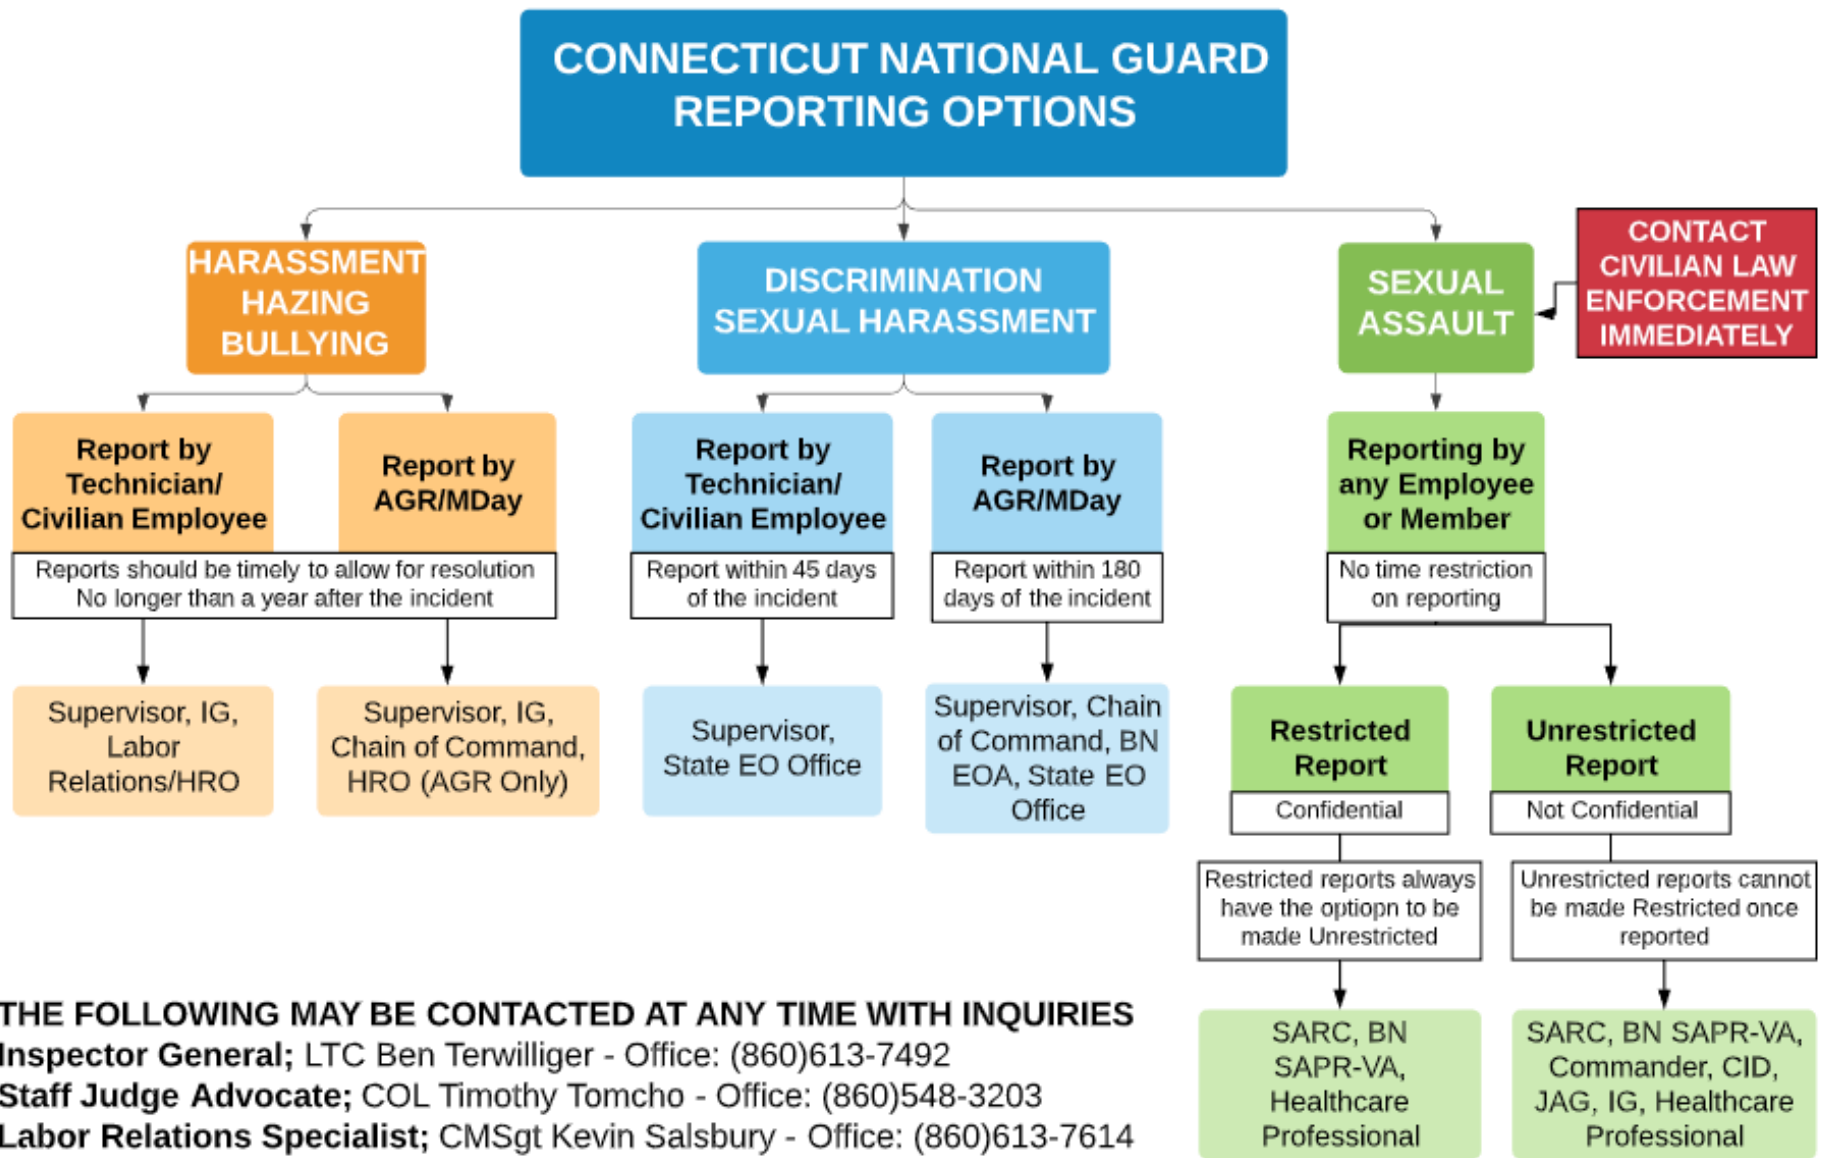 CONNECTICUT NATIONAL GUARD
REPORTING OPTIONS
HARASSMENT
HAZING
BULLYING
DISCRIMINATION
SEXUAL HARASSMENT
SEXUAL
ASSAULT
CONTACT
CIVILIAN LAW
ENFORCEMENT
IMMEDIATELY
Report by
Technician/
Civilian Employee
Report by
AGR/MDay
Reports should be timely to allow for resolution
No longer than a year after the incident
Supervisor, IG,
Labor
Relations/HRO
Supervisor, IG,
Chain of Command,
HRO (AGR Only)
Report by
Technician/
Civilian Employee
Report within 45 days
of the incident
Supervisor,
State EO Office
Report by
AGR/MDay
Report within 180
days of the incident
Supervisor, Chain
of Command, BN
EOA, State EO
Office
Reporting by
any Employee
or Member
No time restriction
on reporting
Restricted
Report
Confidential
Restricted reports always
have the optiopn to be
made Unrestricted
SARC, BN
SAPR-VA,
Healthcare
Professional
Unrestricted
Report
Not Confidential
Unrestricted reports cannot
be made Restricted once
reported
SARC, BN SAPR-VA,
Commander, CID,
JAG, IG, Healthcare
Professional
THE FOLLOWING MAY BE CONTACTED AT ANY TIME WITH INQUIRIES
Inspector General; LTC Ben Terwilliger - Office: (860)613-7492
Staff Judge Advocate; COL Timothy Tomcho - Office: (860)548-3203
Labor Relations Specialist; CMSgt Kevin Salsbury - Office: (860)613-7614